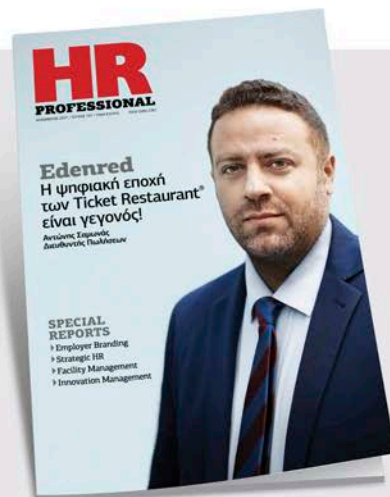 HR
PROFESSIONAL
Edenred
Η ψηφιακή εποχή
των Ticket Restaurant®
είναι γεγονός!
Αντώνης Σαμωνάς
Διευθυντής Πωλήσεων
SPECIAL
REPORTS
Employer Branding
Strategic HR
Facility Management
Innovation Management